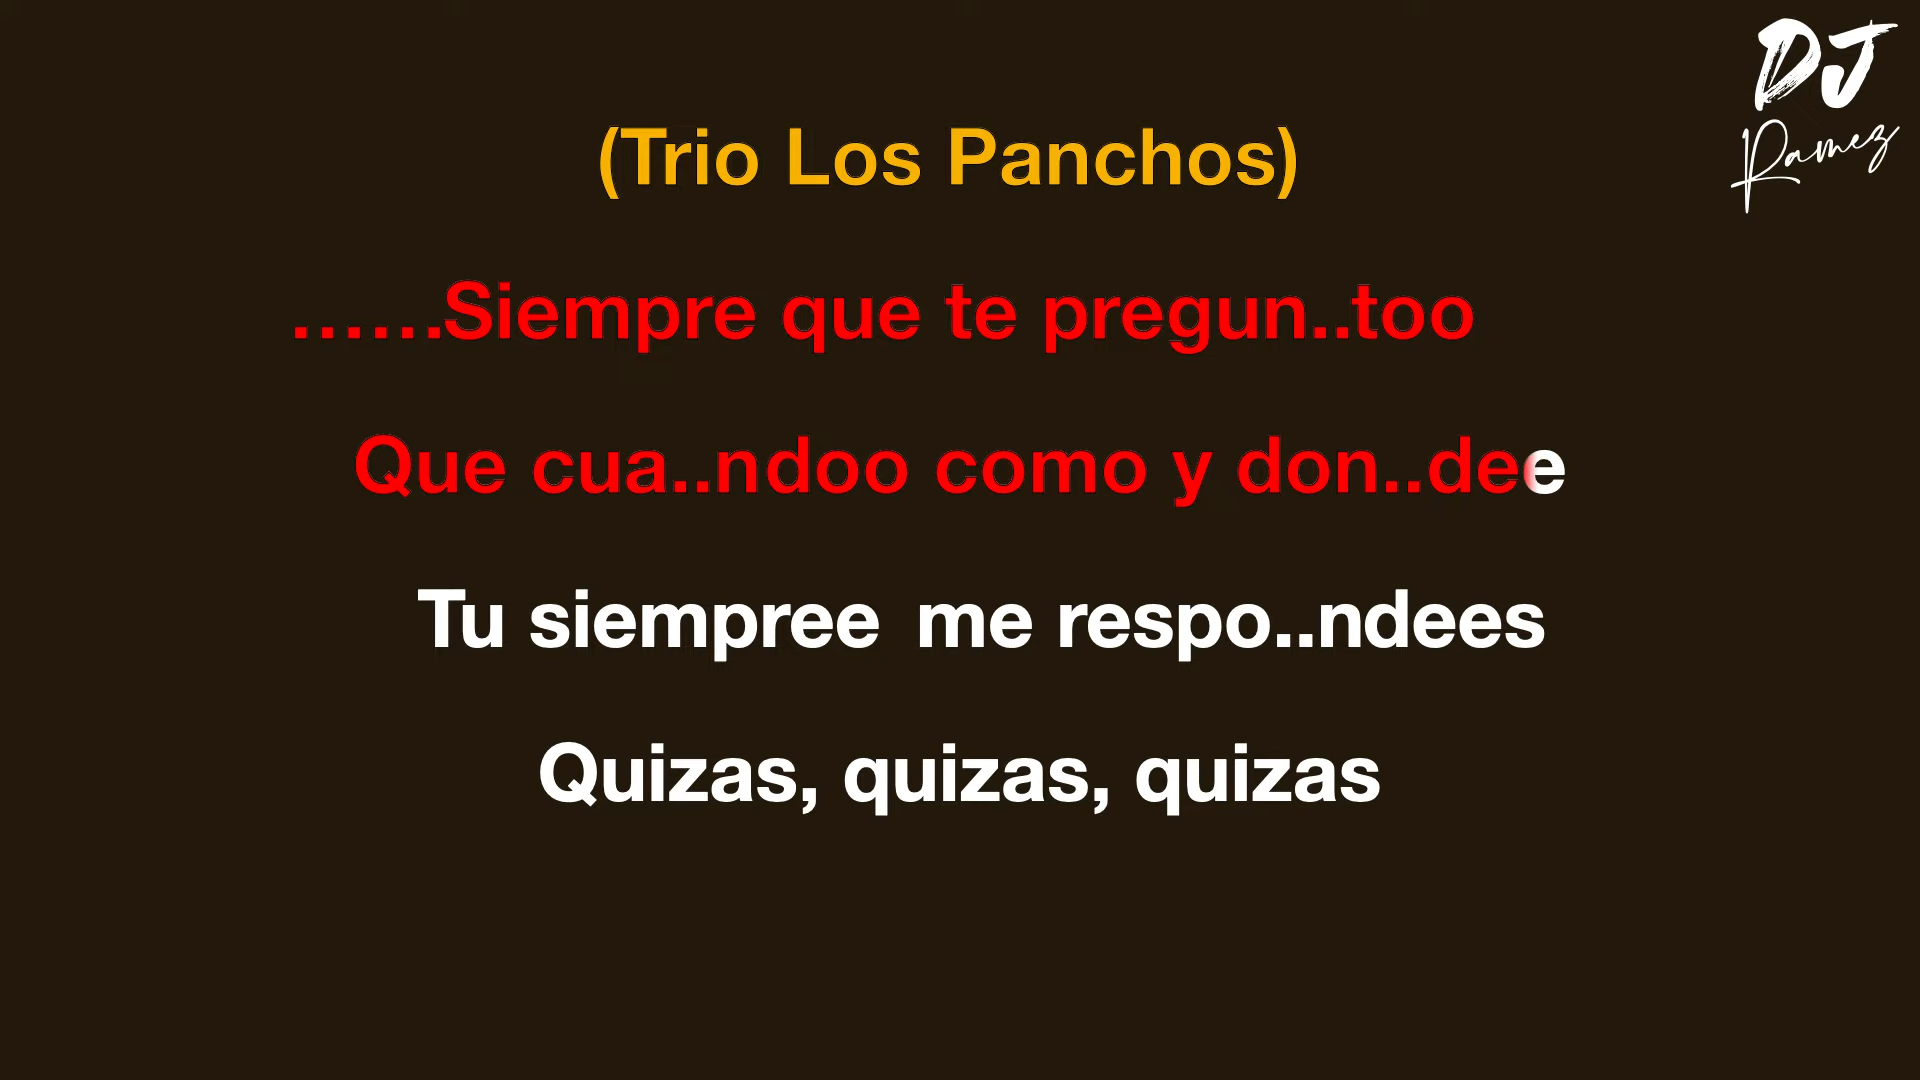 DJ
Ramez
(Trio Los Panchos)
......Siempre que te pregun..too
Que cua..ndoo como y don..dee
Tu siempree me respo..ndees
Quizas, quizas, quizas